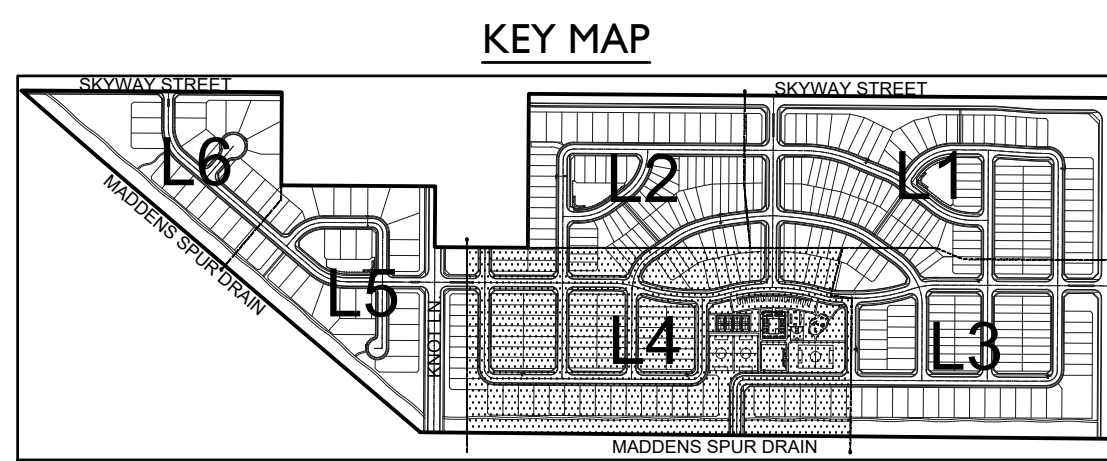 KEY MAP
SKYWAY STREET
SKYWAY STREET
L6
L2
L1
MADDENS SPUR DRAIN
L5
KNOT LN
L4
L3
MADDENS SPUR DRAIN